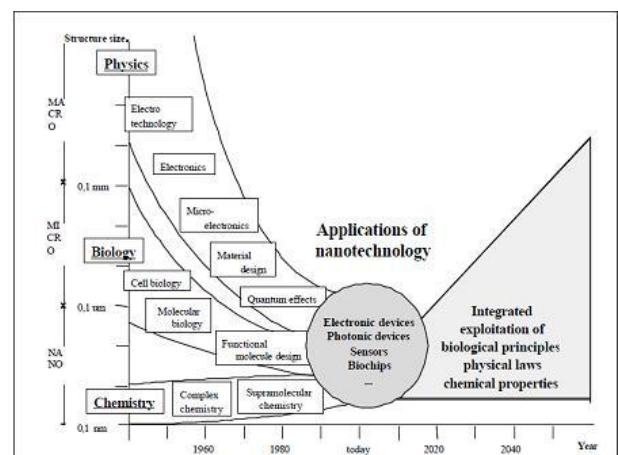 Structure size.
Physics
MA
CR
O
Electro
technology
Electronics
0,1 mm
Micro-
electronics
MI
CR
O
Applications of
nanotechnology
Biology
Material
design
Cell biology
Quantum effects
0,1 um
Molecular
biology
Electronic devices
Photonic devices
Sensors
Biochips
...
Integrated
exploitation of
biological principles
physical laws
chemical properties
NA
NO
Functional
molecule design
Chemistry
Complex
chemistry
Supramolecular
chemistry
0,1 nm
1960
1980
today
2020
2040
Year